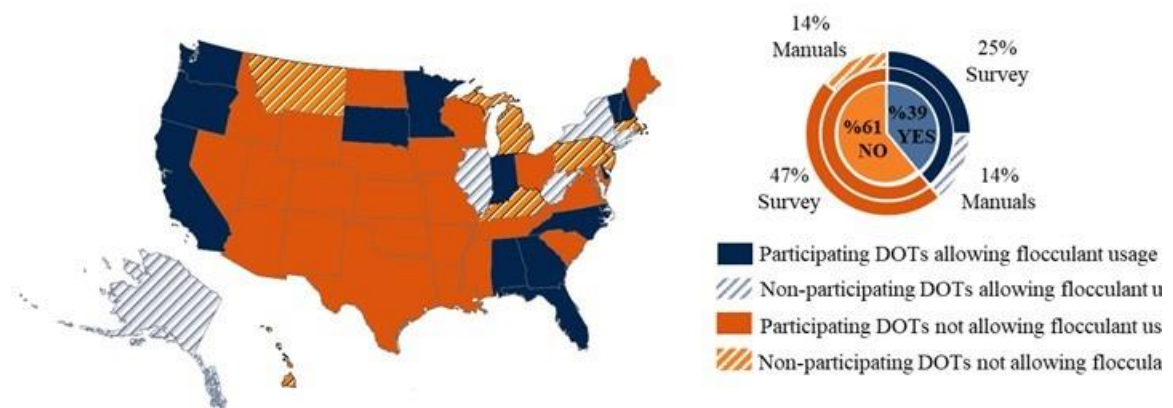 14%
Manuals
25%
Survey
%61
NO
%39
YES
47%
Survey
14%
Manuals
Participating DOTs allowing flocculant usage
Non-participating DOTs allowing flocculant u
Participating DOTs not allowing flocculant us
Non-participating DOTs not allowing floccula